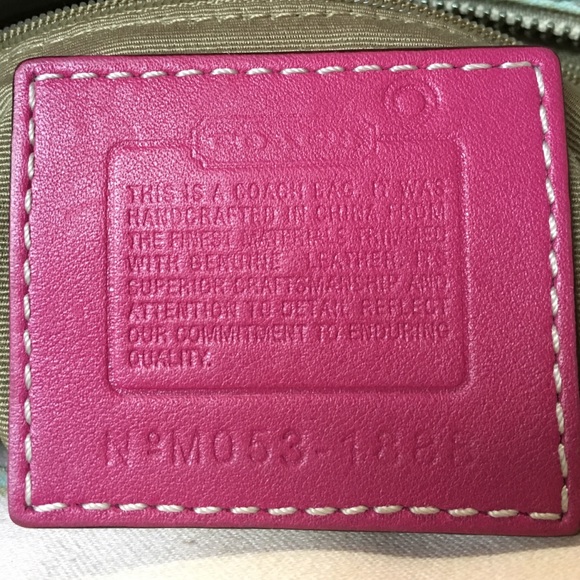 COACH
THIS IS A COACH BAG. IT WAS
HANDCRAFTED IN CHINA FROM
THE FINEST MATERIALS TRIMMED
WITH GENUINE LEATHER. ITS
SUPERIOR CRAFTSMANSHIP AND
ATTENTION TO DETAIL REFLECT
OUR COMMITMENT TO ENDURING
QUALITY.